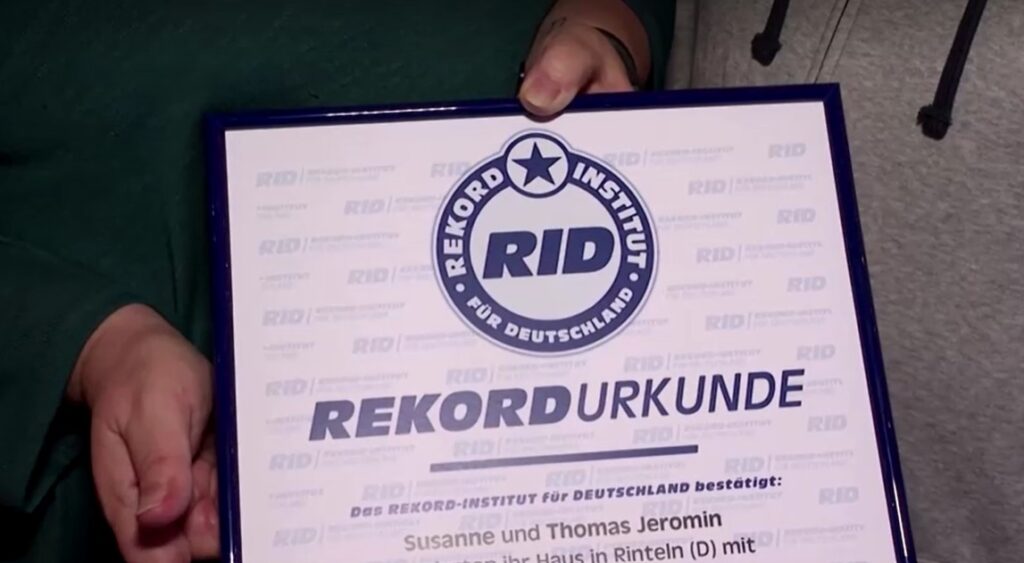 REKORD INSTITUT
RID
FÜR DEUTSCHLAND
REKORDURKUNDE
Das REKORD-INSTITUT für DEUTSCHLAND bestätigt:
Susanne und Thomas Jeromin
ihr Haus in Rinteln (D) mit